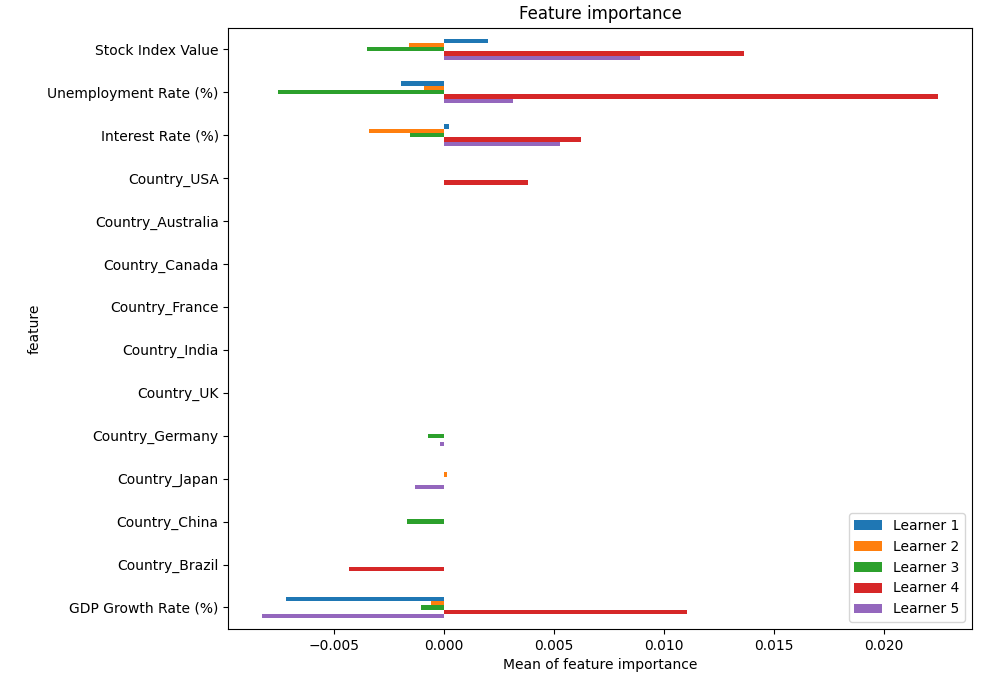 Feature importance
Stock Index Value
Unemployment Rate (%)
Interest Rate (%)
Country_USA
Country_Australia
Country_Canada
Country_France
Country_India
Country_UK
Country_Germany
Country_Japan
Country_China
Country_Brazil
GDP Growth Rate (%)
feature
Learner 1
Learner 2
Learner 3
Learner 4
Learner 5
−0.005 0.000 0.005 0.010 0.015 0.020
Mean of feature importance